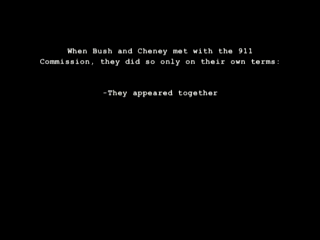 When Bush and Cheney met with the 911
Commission, they did so only on their own terms:
-They appeared together